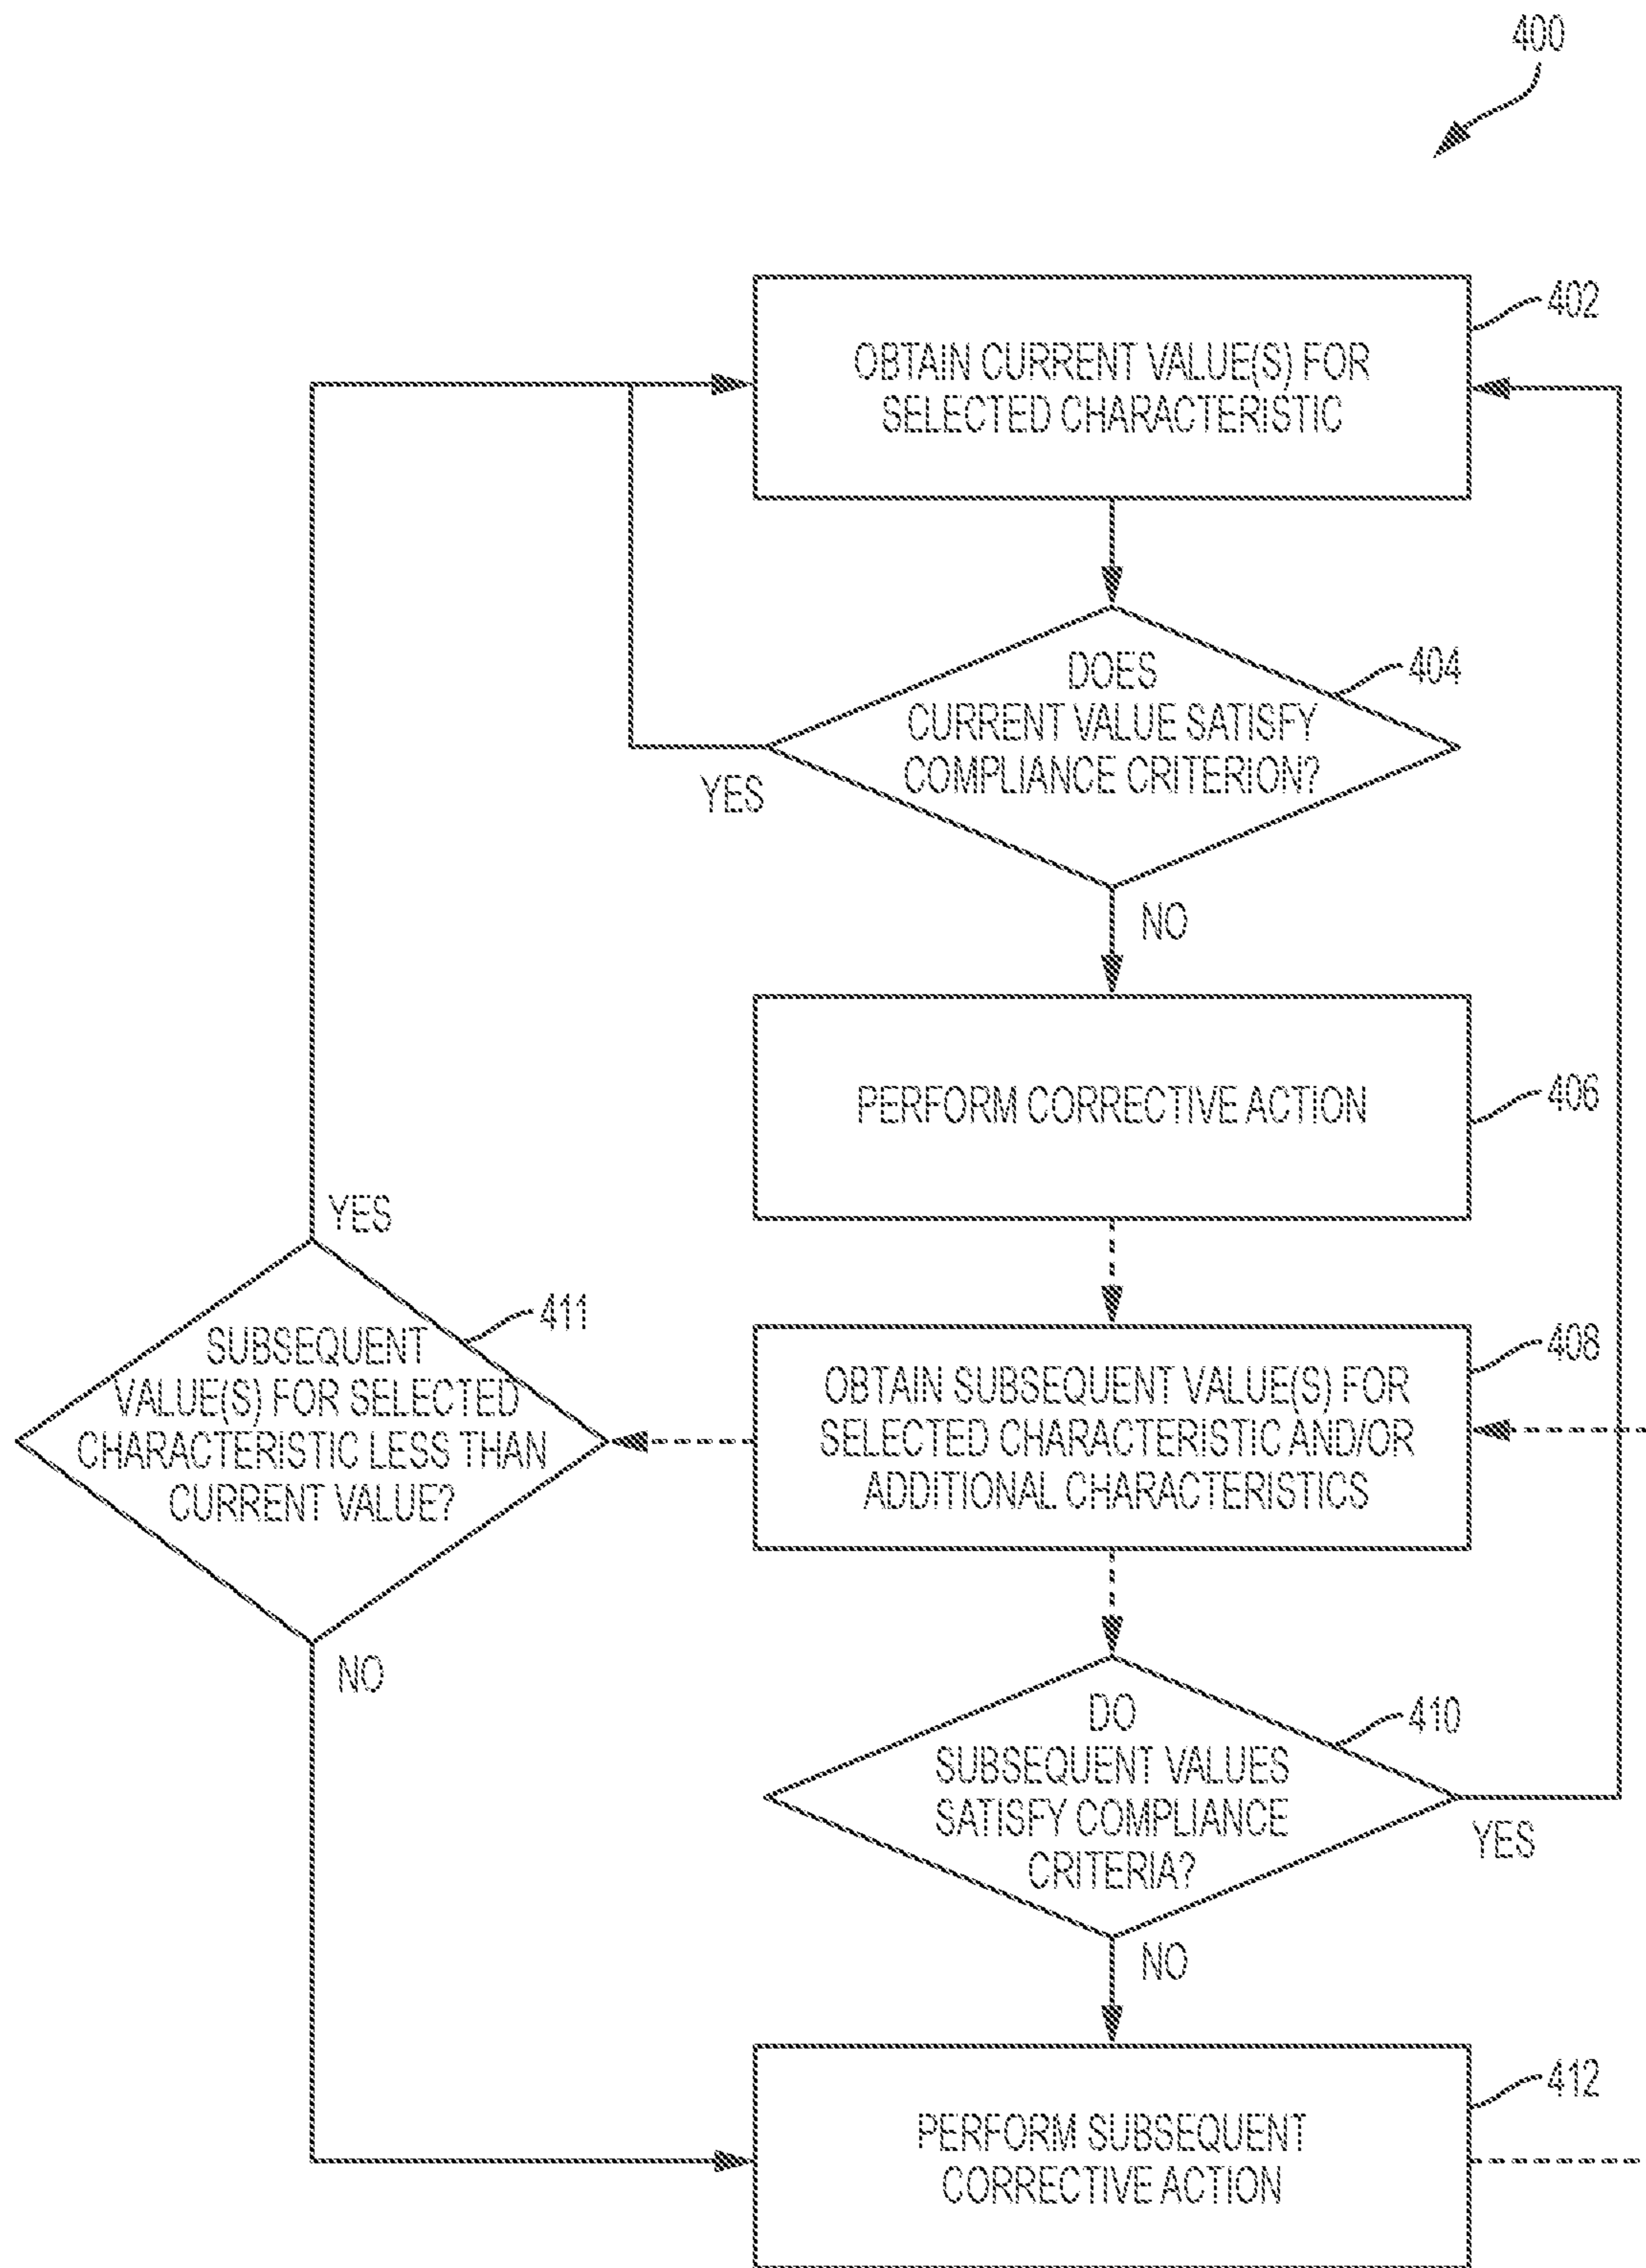 400
402
OBTAIN CURRENT VALUE(S) FOR
SELECTED CHARACTERISTIC
404
DOES
CURRENT VALUE SATISFY
COMPLIANCE CRITERION?
YES
NO
406
PERFORM CORRECTIVE ACTION
YES
411
SUBSEQUENT
VALUE(S) FOR SELECTED
CHARACTERISTIC LESS THAN
CURRENT VALUE?
NO
408
OBTAIN SUBSEQUENT VALUE(S) FOR
SELECTED CHARACTERISTIC AND/OR
ADDITIONAL CHARACTERISTICS
410
DO
SUBSEQUENT VALUES
SATISFY COMPLIANCE
CRITERIA?
YES
NO
412
PERFORM SUBSEQUENT
CORRECTIVE ACTION